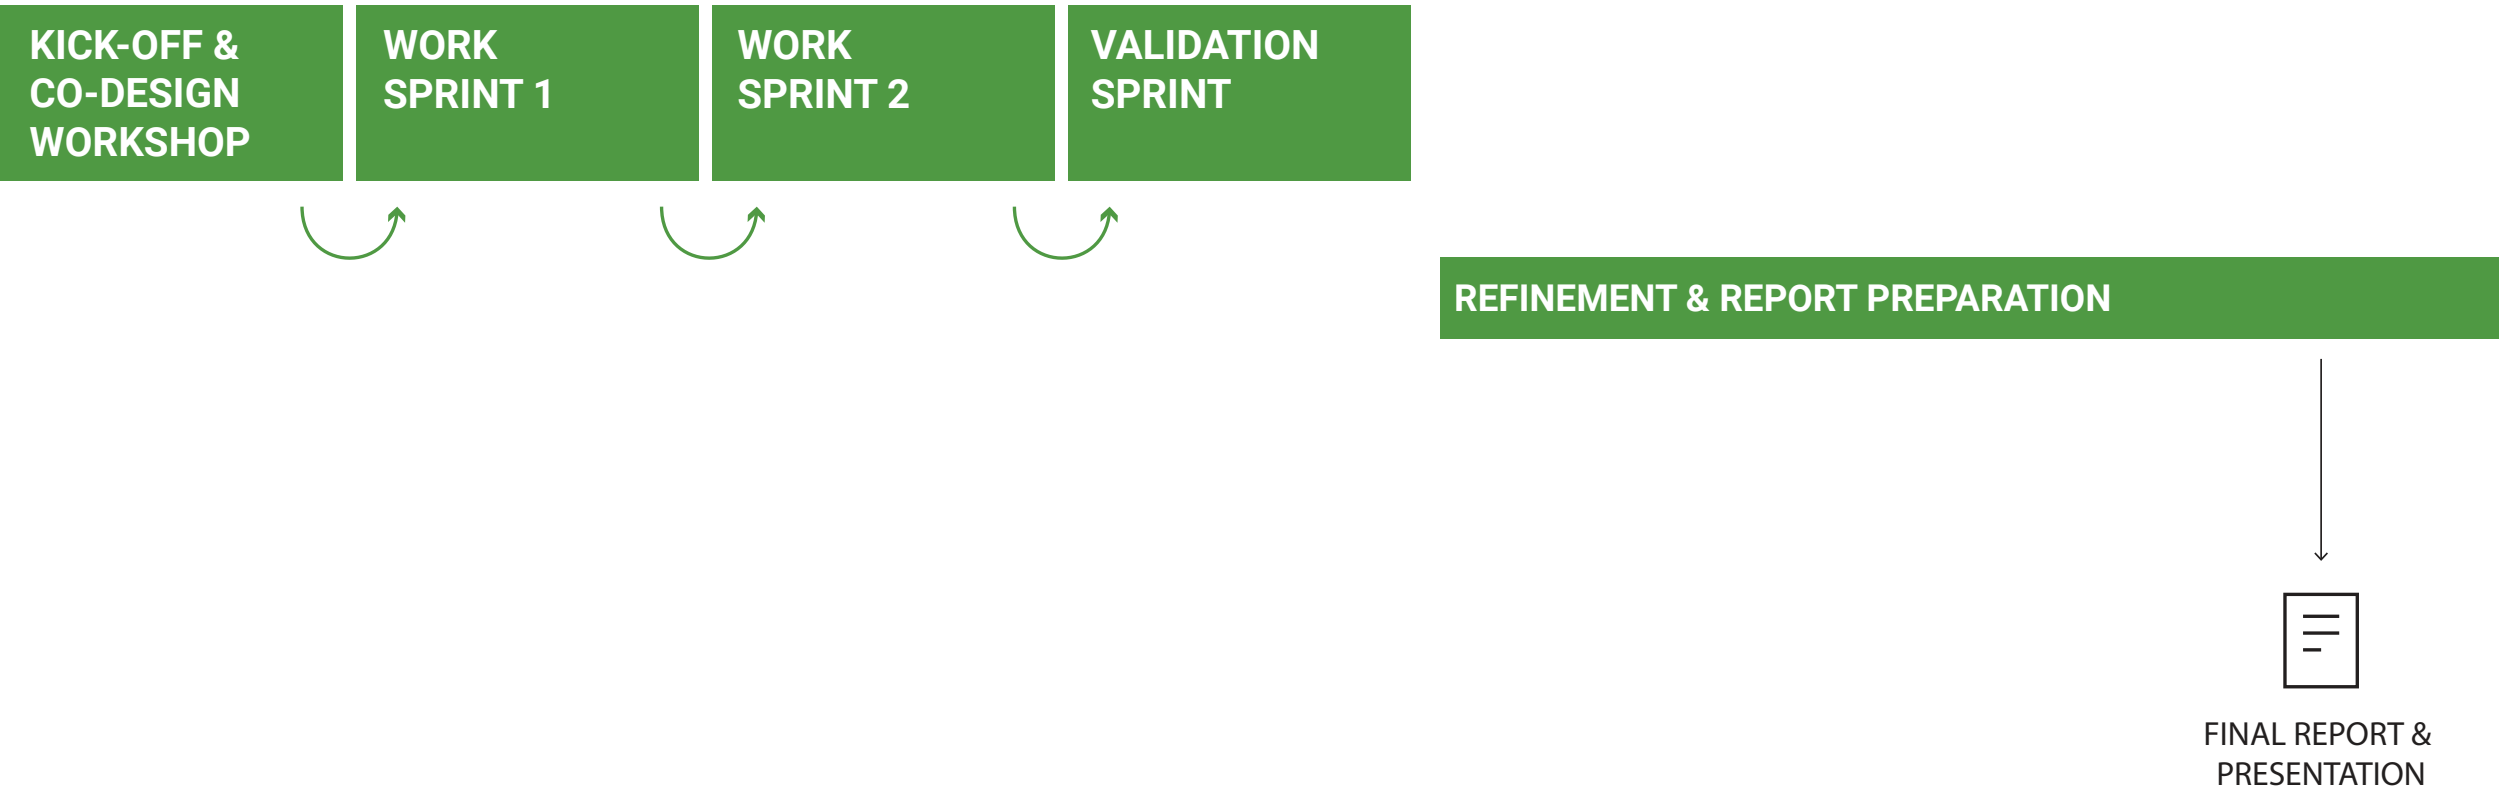 KICK-OFF &
CO-DESIGN
WORKSHOP
WORK
SPRINT 1
WORK
SPRINT 2
VALIDATION
SPRINT
REFINEMENT & REPORT PREPARATION
FINAL REPORT &
PRESENTATION